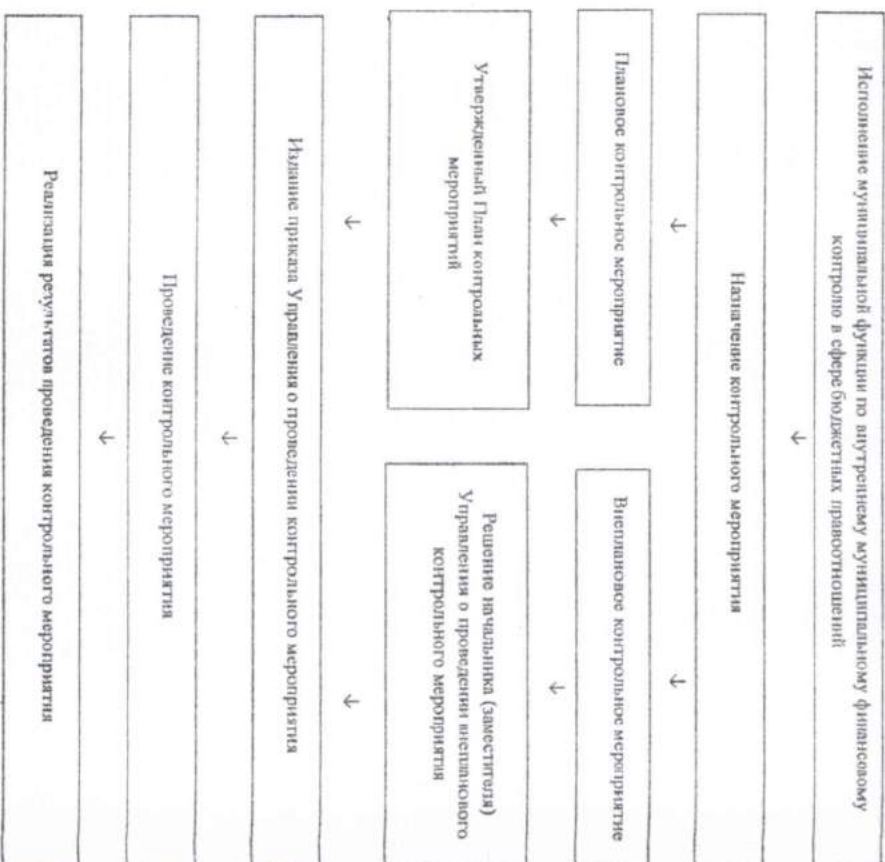 Исполнение муниципальной функции по внутреннему муниципальному финансовому
контролю в сфере бюджетных правоотношений
↓
Назначение контрольного мероприятия
↓ ↓
Плановое контрольное мероприятие
Внеплановое контрольное мероприятие
↓ ↓
Утвержденный План контрольных
мероприятий
Решение начальника (заместителя)
Управления о проведении внепланового
контрольного мероприятия
↓ ↓
Издание приказа Управления о проведении контрольного мероприятия
↓
Проведение контрольного мероприятия
↓
Реализация результатов проведения контрольного мероприятия